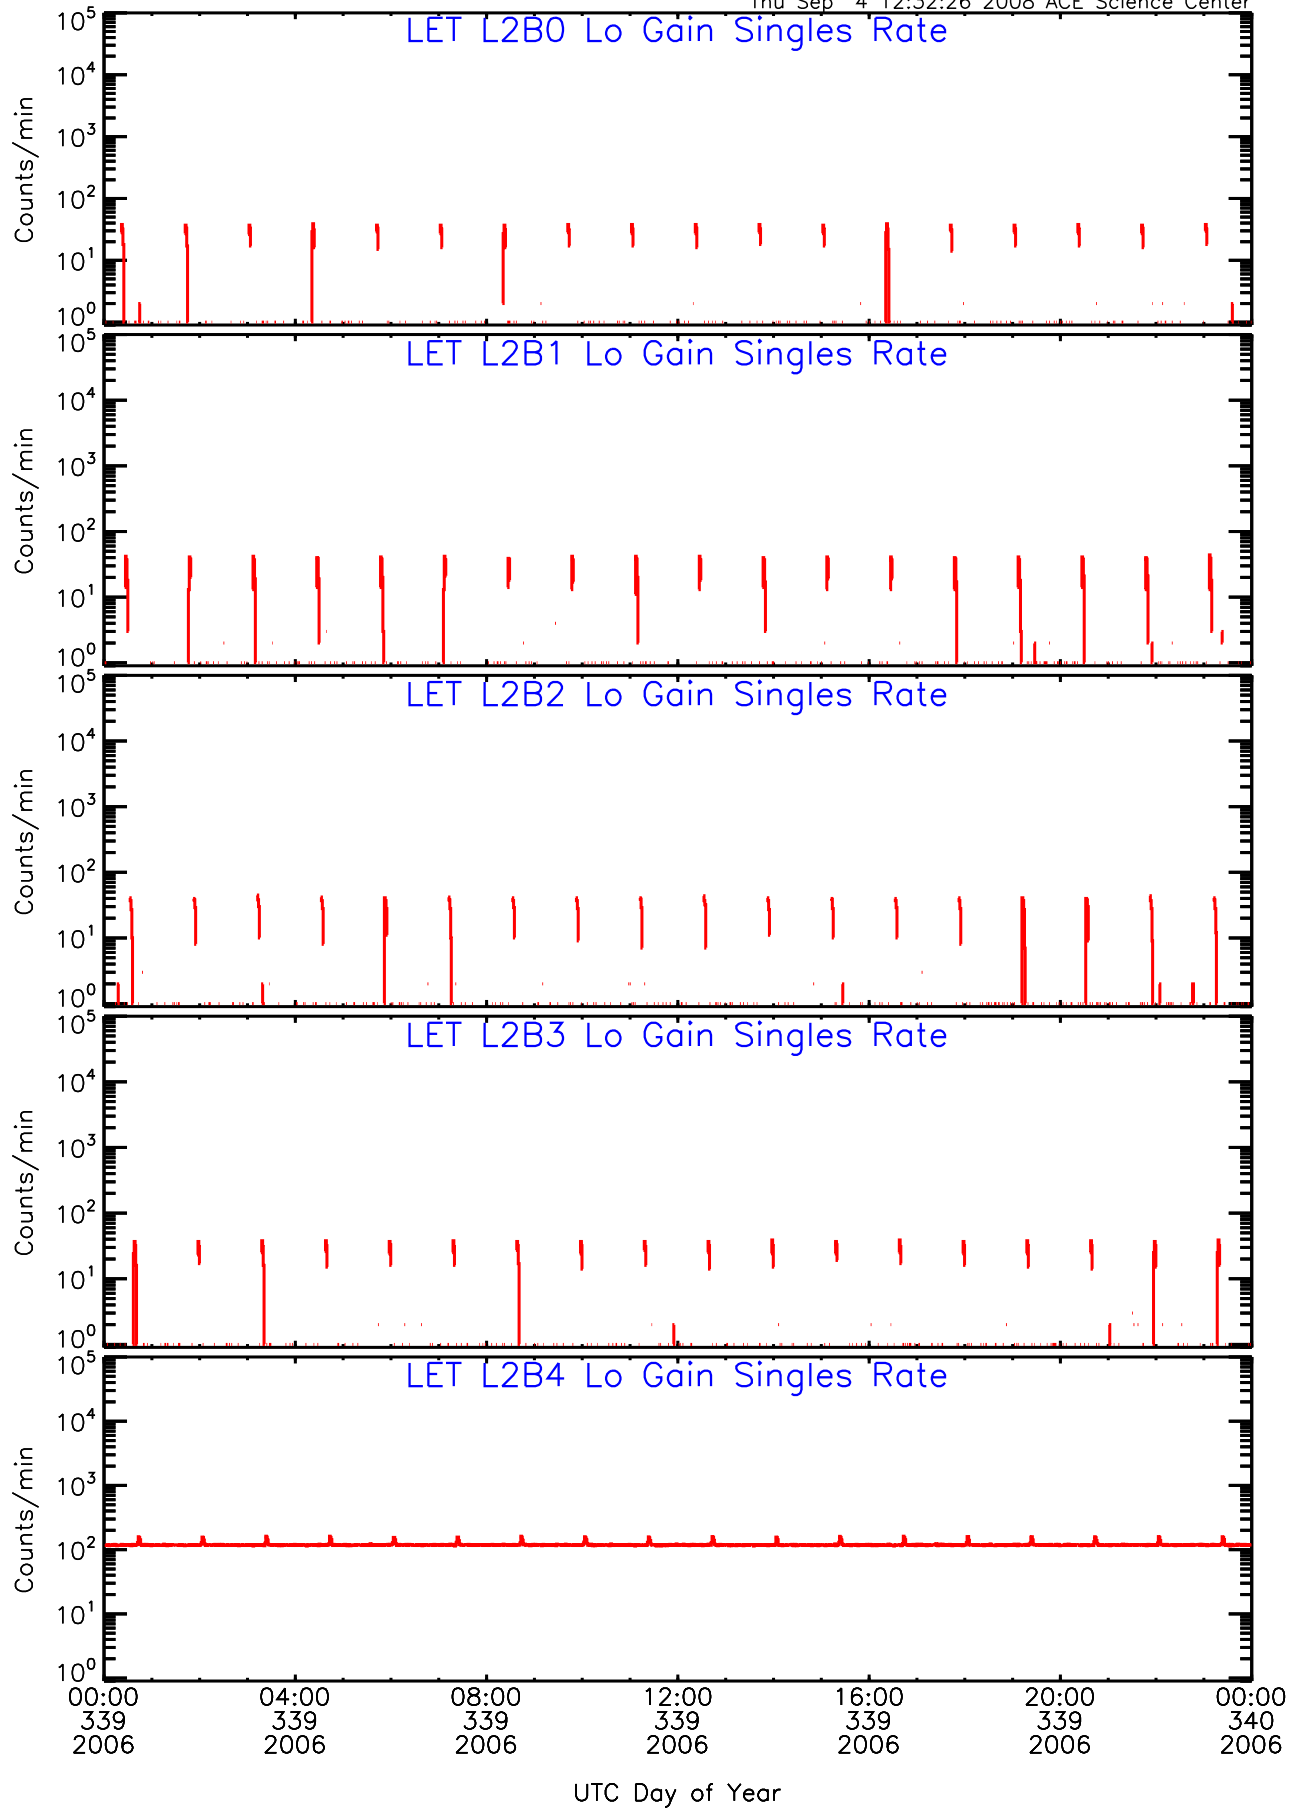 Thu Sep 4 12:32:26 2008 ACE Science Center
LET L2B0 Lo Gain Singles Rate
10^5
10^4
10^3
10^2
10^1
10^0
Counts/min
LET L2B1 Lo Gain Singles Rate
10^5
10^4
10^3
10^2
10^1
10^0
Counts/min
LET L2B2 Lo Gain Singles Rate
10^5
10^4
10^3
10^2
10^1
10^0
Counts/min
LET L2B3 Lo Gain Singles Rate
10^5
10^4
10^3
10^2
10^1
10^0
Counts/min
LET L2B4 Lo Gain Singles Rate
10^5
10^4
10^3
10^2
10^1
10^0
Counts/min
00:00 04:00 08:00 12:00 16:00 20:00 00:00
339 339 339 339 339 339 340
2006 2006 2006 2006 2006 2006 2006
UTC Day of Year